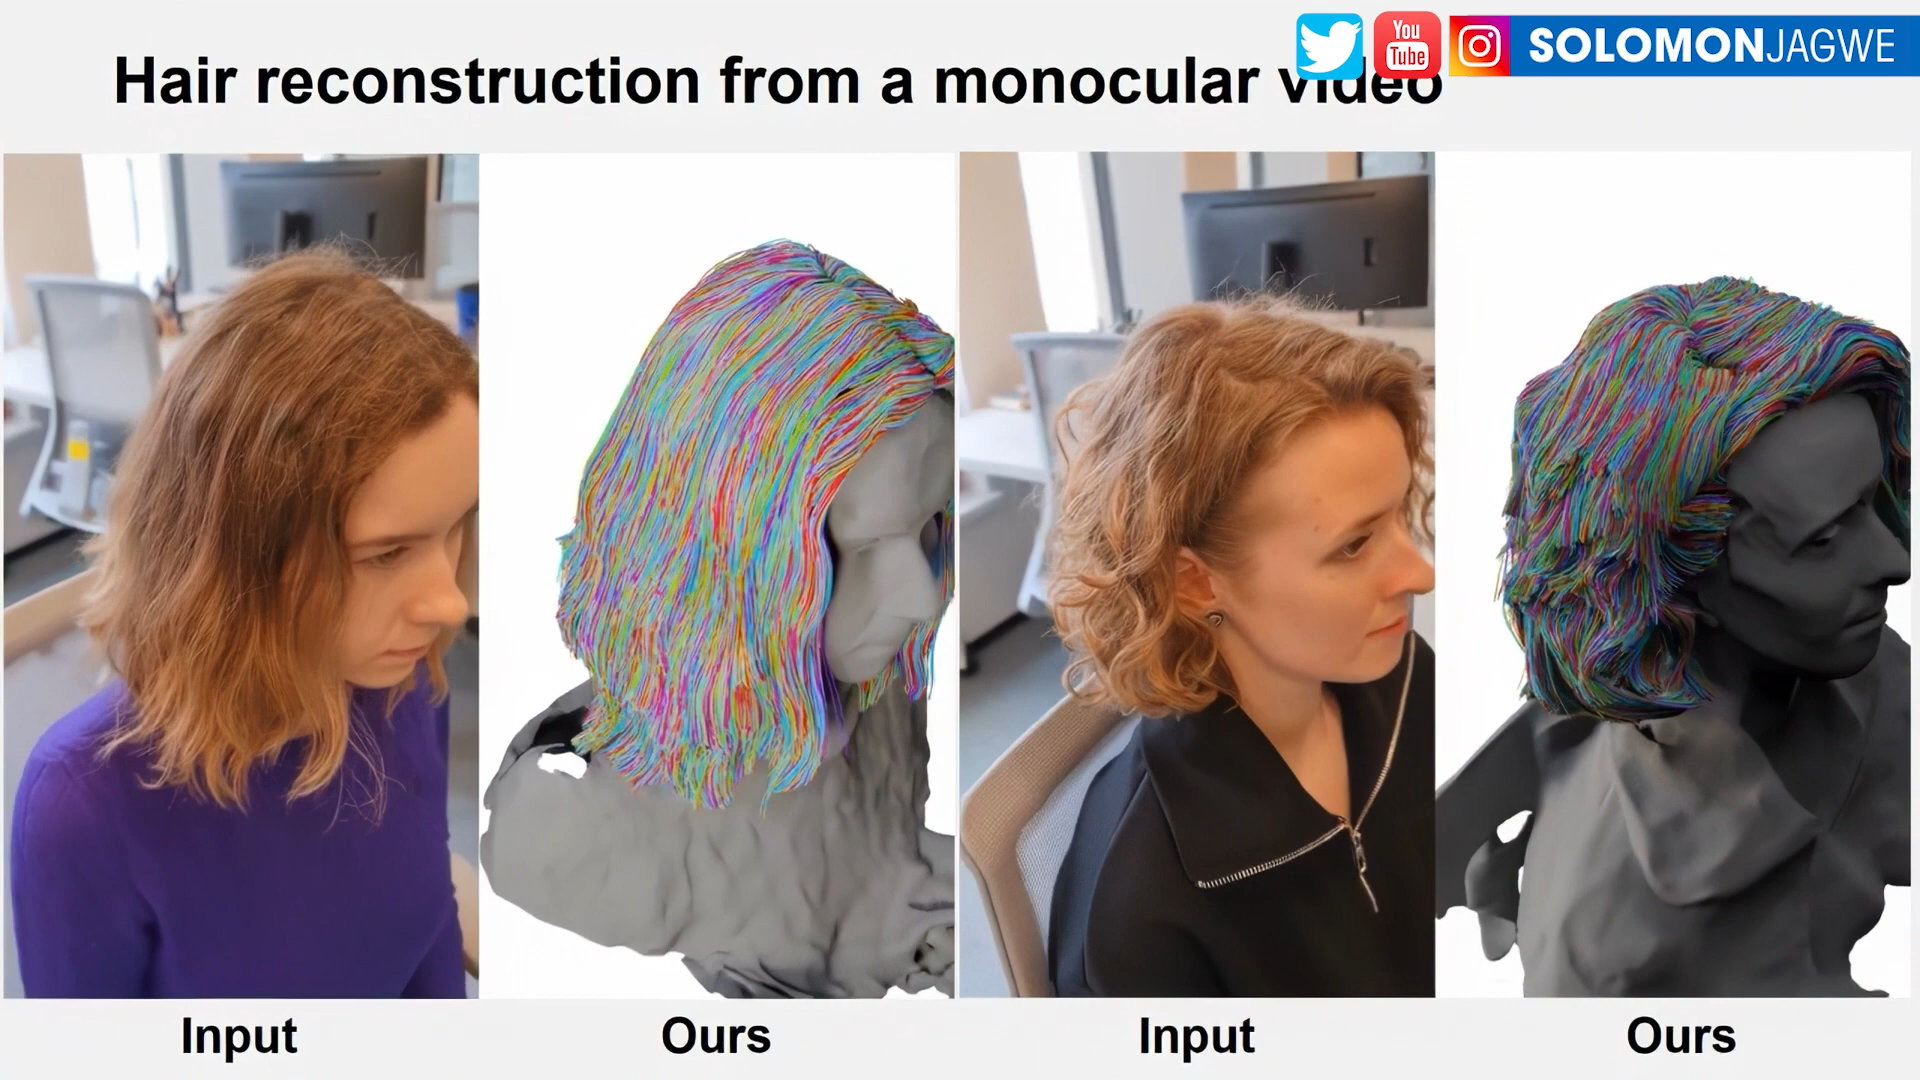 You
Tube
SOLOMONJAGWE
Hair reconstruction from a monocular video
Input
Ours
Input
Ours